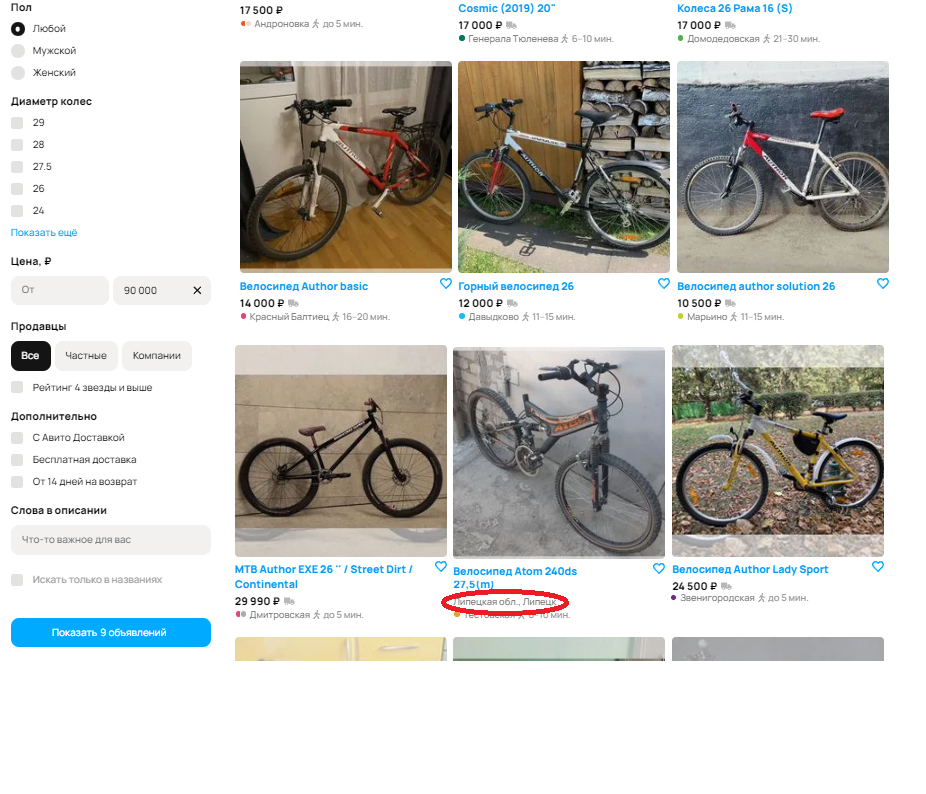 Пол
Любой
Мужской
Женский
Диаметр колес
29
28
27.5
26
24
Показать ещё
Цена, ₽
От
90 000
Продавцы
Все
Частные
Компании
Рейтинг 4 звезды и выше
Дополнительно
С Авито Доставкой
Бесплатная доставка
От 14 дней на возврат
Слова в описании
Что-то важное для вас
Искать только в названиях
Показать 9 объявлений
17 500 ₽
Андроновка до 5 мин.
Cosmic (2019) 20"
17 000 ₽
Генерала Тюленева 6–10 мин.
Колеса 26 Рама 16 (S)
17 000 ₽
Домодедовская 21–30 мин.
Велосипед Author basic
14 000 ₽
Красный Балтиец 16–20 мин.
Горный велосипед 26
12 000 ₽
Давыдково 11–15 мин.
Велосипед author solution 26
10 500 ₽
Марьино 11–15 мин.
MTB Author EXE 26 '' / Street Dirt /
Continental
29 990 ₽
Дмитровская до 5 мин.
Велосипед Atom 240ds
27,5(m)
Липецкая обл., Липецк
Велосипед Author Lady Sport
24 500 ₽
Звенигородская до 5 мин.